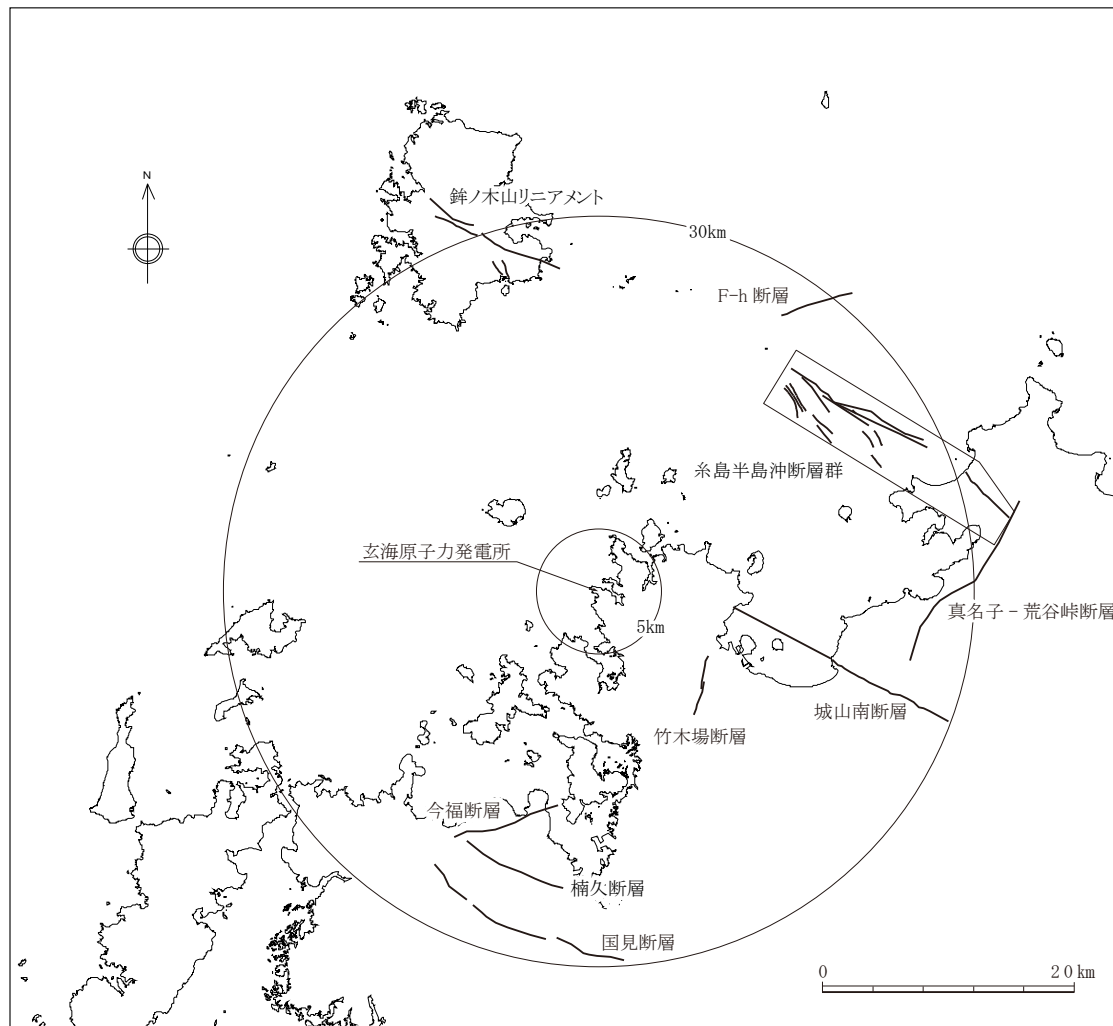 N
鉾ノ木山リニアメント
30km
F-h 断層
糸島半島沖断層群
玄海原子力発電所
5km
真名子－荒谷峠断層
城山南断層
竹木場断層
今福断層
楠久断層
国見断層
0 20km